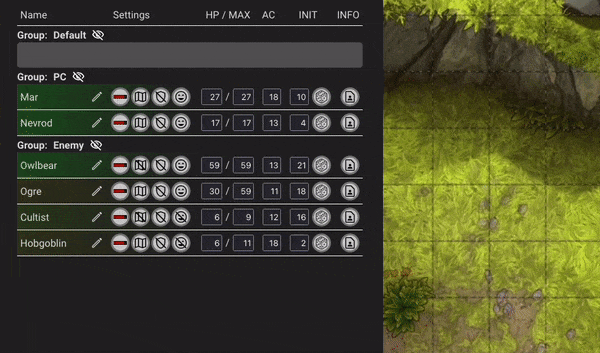 Name Settings HP / MAX AC INIT INFO
Group: Default
Group: PC
Mar 27 / 27 18 10
Nevrod 17 / 17 13 4
Group: Enemy
Owlbear 59 / 59 13 21
Ogre 30 / 59 11 18
Cultist 6 / 9 12 16
Hobgoblin 6 / 11 18 2